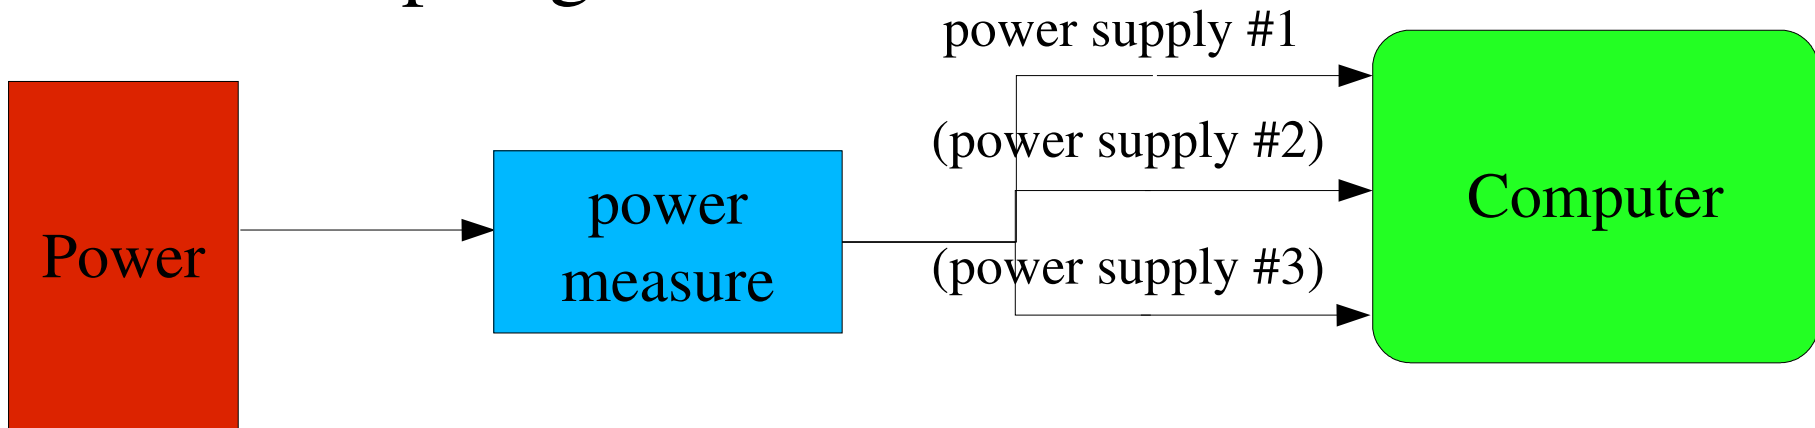 power supply #1
(power supply #2)
(power supply #3)
Power
power
measure
Computer